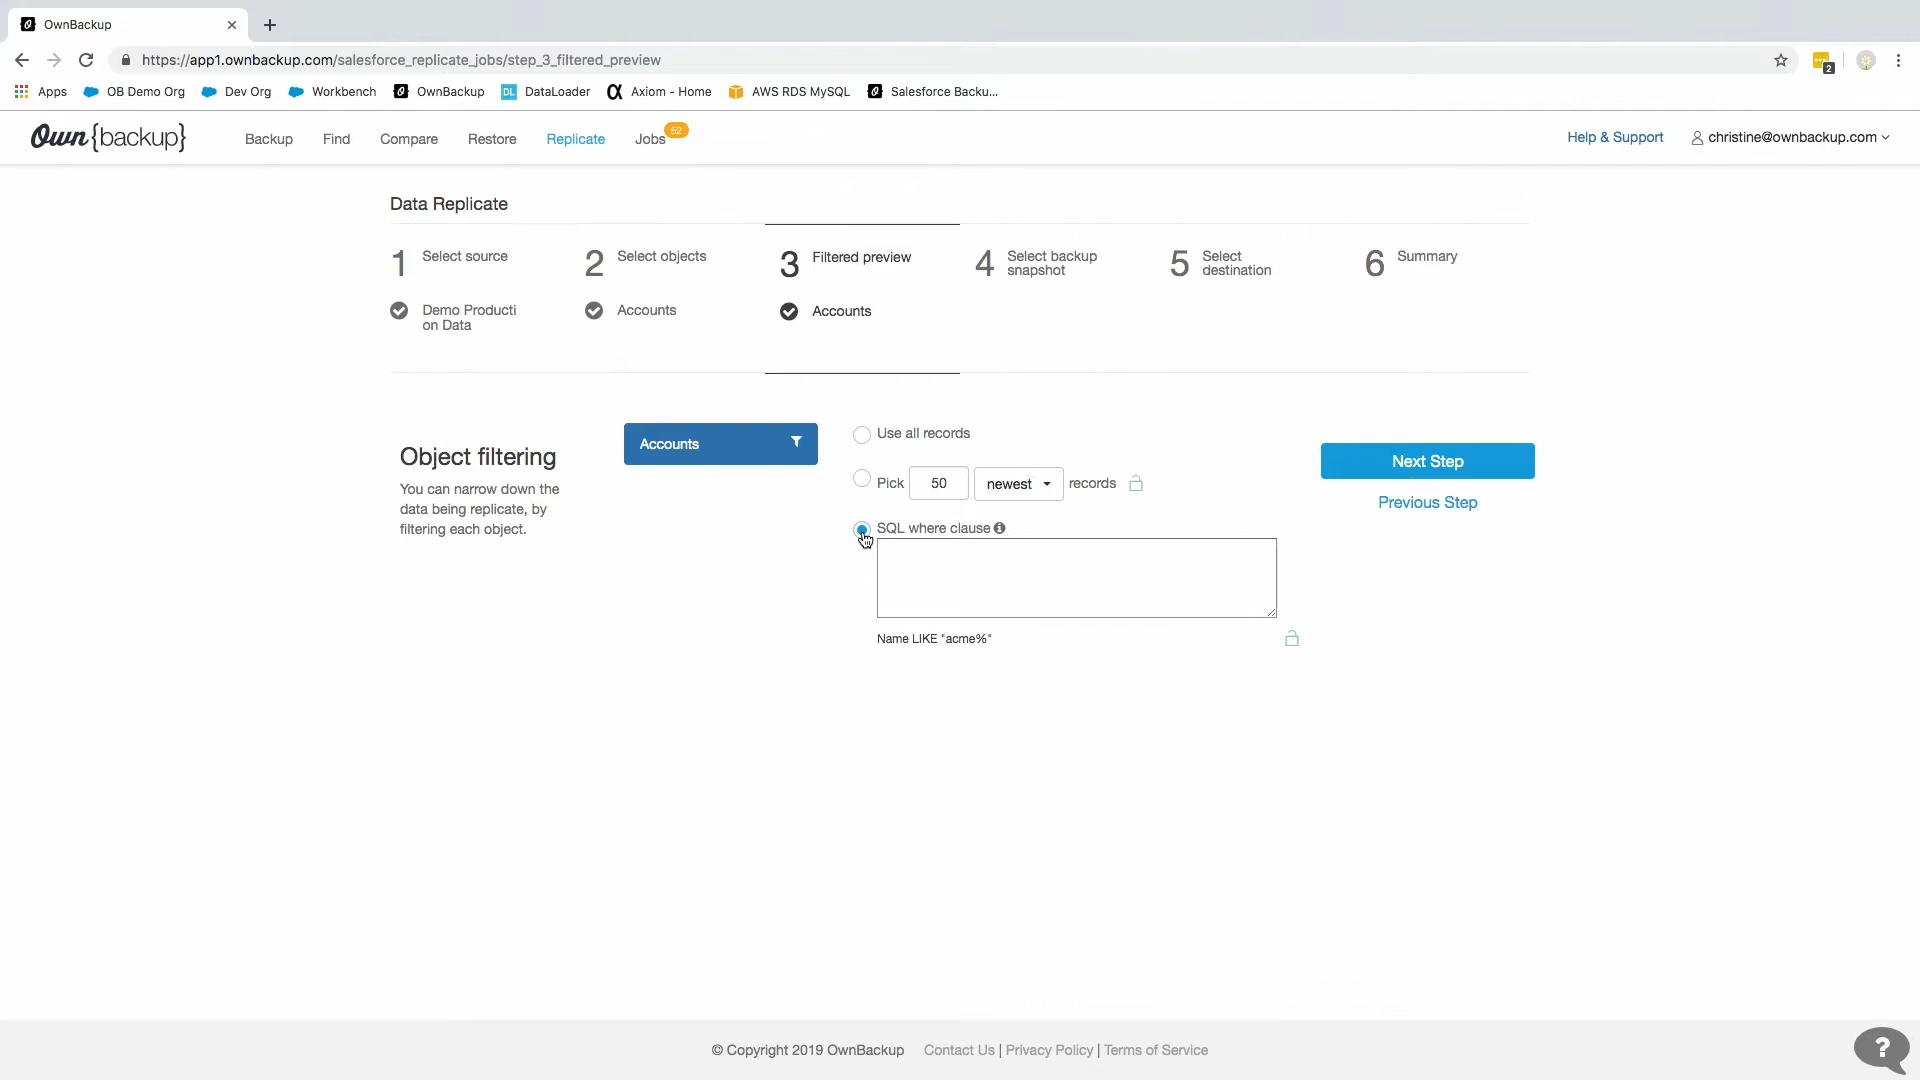 OwnBackup
https://app1.ownbackup.com/salesforce_replicate_jobs/step_3_filtered_preview
2
Apps OB Demo Org Dev Org Workbench OwnBackup DL DataLoader Axiom - Home AWS RDS MySQL Salesforce Backu...
Own{backup} Backup Find Compare Restore Replicate Jobs 52 Help & Support christine@ownbackup.com
Data Replicate
1 Select source
2 Select objects
3 Filtered preview
4 Select backup
snapshot
5 Select
destination
6 Summary
Demo Producti
on Data
Accounts
Accounts
Object filtering
You can narrow down the
data being replicate, by
filtering each object.
Accounts
Use all records
Pick 50 newest records
SQL where clause
Name LIKE "acme%"
Next Step
Previous Step
© Copyright 2019 OwnBackup Contact Us | Privacy Policy | Terms of Service
?